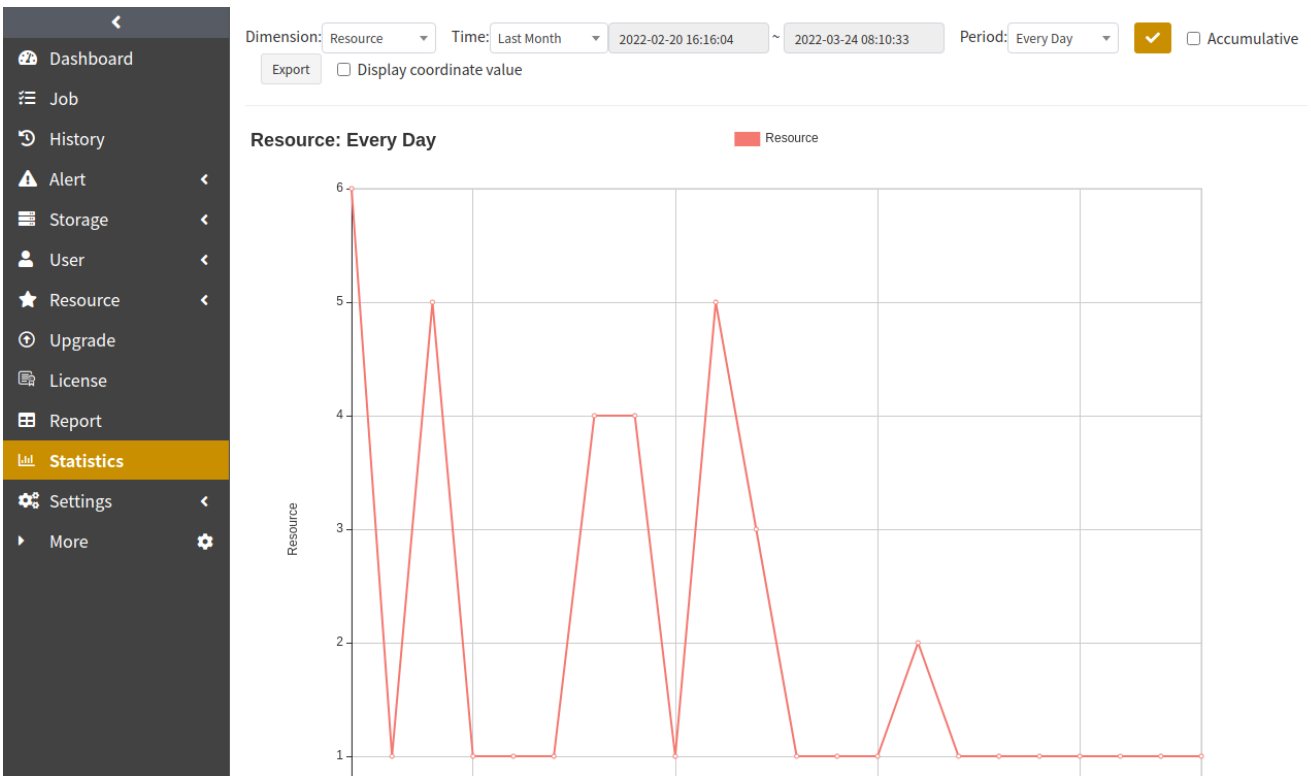 Dashboard
Job
History
Alert
Storage
User
Resource
Upgrade
License
Report
Statistics
Settings
More
Dimension: Resource Time: Last Month 2022-02-20 16:16:04 ~ 2022-03-24 08:10:33 Period: Every Day Accumulative
Export Display coordinate value
Resource: Every Day
Resource
6
5
4
3
2
1
Resource